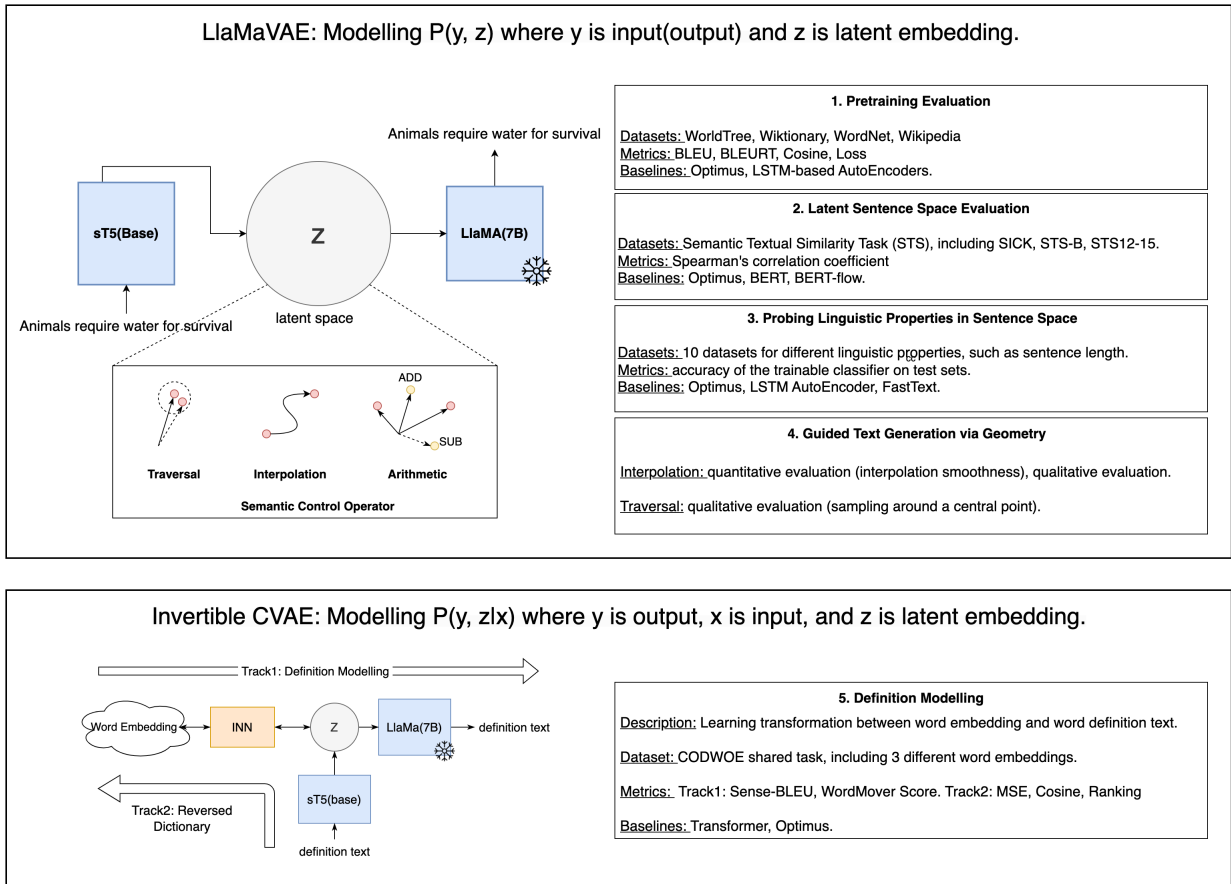 LlaMaVAE: Modelling P(y, z) where y is input(output) and z is latent embedding.
Animals require water for survival
sT5(Base)
Z
LlaMA(7B)
Animals require water for survival
latent space
ADD
SUB
Traversal
Interpolation
Arithmetic
Semantic Control Operator
1. Pretraining Evaluation
Datasets: WorldTree, Wiktionary, WordNet, Wikipedia
Metrics: BLEU, BLEURT, Cosine, Loss
Baselines: Optimus, LSTM-based AutoEncoders.
2. Latent Sentence Space Evaluation
Datasets: Semantic Textual Similarity Task (STS), including SICK, STS-B, STS12-15.
Metrics: Spearman's correlation coefficient
Baselines: Optimus, BERT, BERT-flow.
3. Probing Linguistic Properties in Sentence Space
Datasets: 10 datasets for different linguistic properties, such as sentence length.
Metrics: accuracy of the trainable classifier on test sets.
Baselines: Optimus, LSTM AutoEncoder, FastText.
4. Guided Text Generation via Geometry
Interpolation: quantitative evaluation (interpolation smoothness), qualitative evaluation.
Traversal: qualitative evaluation (sampling around a central point).
Invertible CVAE: Modelling P(y, z|x) where y is output, x is input, and z is latent embedding.
Track1: Definition Modelling
Word Embedding
INN
Z
LlaMa(7B)
definition text
Track2: Reversed
Dictionary
sT5(base)
definition text
5. Definition Modelling
Description: Learning transformation between word embedding and word definition text.
Dataset: CODWOE shared task, including 3 different word embeddings.
Metrics: Track1: Sense-BLEU, WordMover Score. Track2: MSE, Cosine, Ranking
Baselines: Transformer, Optimus.